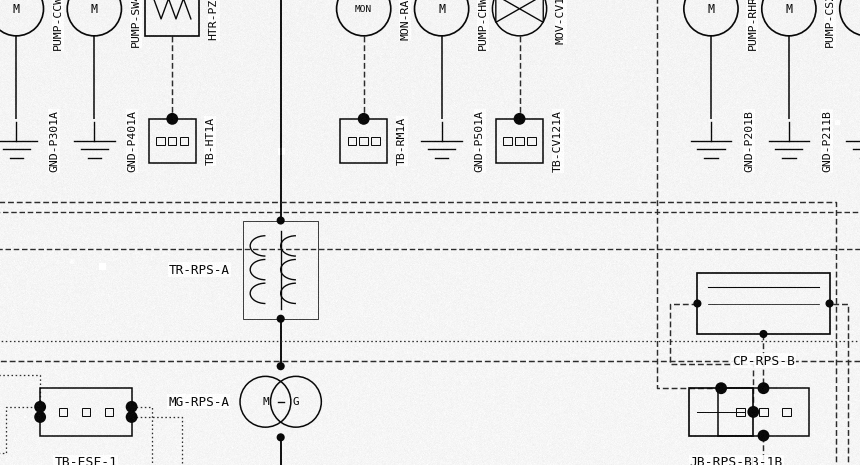 M
PUMP-CCW
M
PUMP-SW
HTR-PZ
MON
MON-RA
M
PUMP-CHW
MOV-CV1
M
PUMP-RHR
M
PUMP-CS
GND-P301A
GND-P401A
TB-HT1A
TB-RM1A
GND-P501A
TB-CV121A
GND-P201B
GND-P211B
TR-RPS-A
CP-RPS-B
MG-RPS-A
M
G
TB-ESF-1
JB-RPS-B3-1B